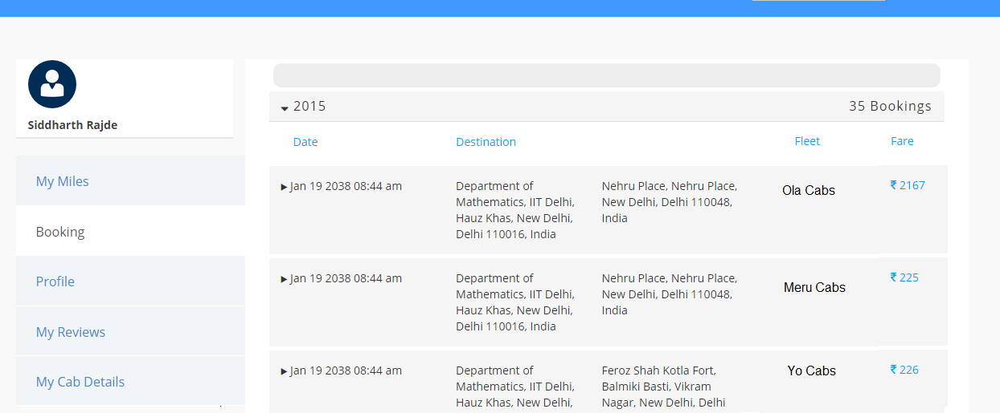 Siddharth Rajde
My Miles
Booking
Profile
My Reviews
My Cab Details
2015 35 Bookings
Date Destination Fleet Fare
Jan 19 2038 08:44 am
Department of
Mathematics, IIT Delhi,
Hauz Khas, New Delhi,
Delhi 110016, India
Nehru Place, Nehru Place,
New Delhi, Delhi 110048,
India
Ola Cabs
₹ 2167
Jan 19 2038 08:44 am
Department of
Mathematics, IIT Delhi,
Hauz Khas, New Delhi,
Delhi 110016, India
Nehru Place, Nehru Place,
New Delhi, Delhi 110048,
India
Meru Cabs
₹ 225
Jan 19 2038 08:44 am
Department of
Mathematics, IIT Delhi,
Hauz Khas, New Delhi,
Feroz Shah Kotla Fort,
Balmiki Basti, Vikram
Nagar, New Delhi, Delhi
Yo Cabs
₹ 226